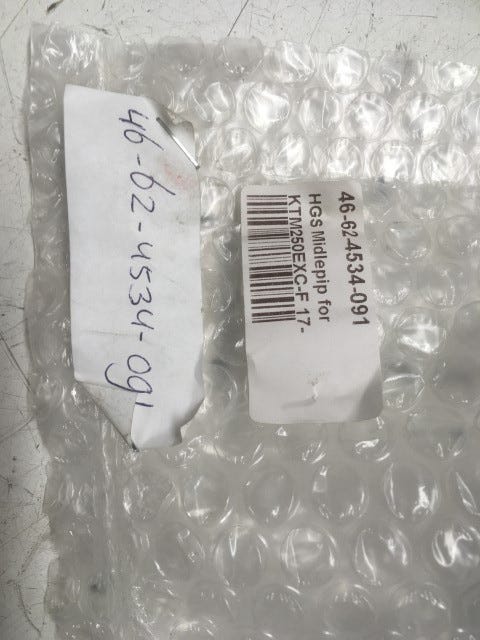 46-62-4534-091
46-62-4534-091
HGS Midlepip for
KTM250EXC-F 17-